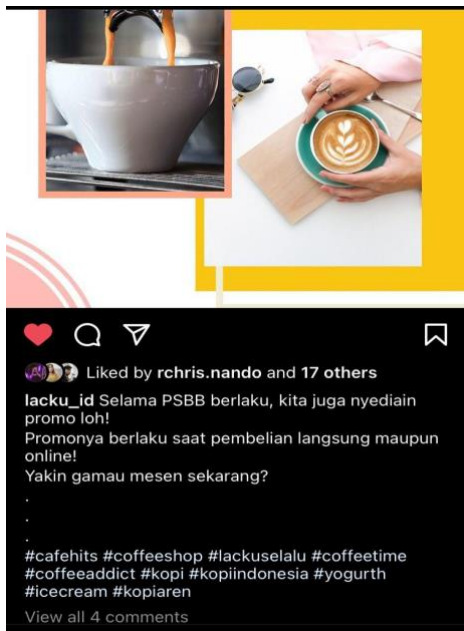 Liked by rchris.nando and 17 others
lacku_id Selama PSBB berlaku, kita juga nyediain
promo loh!
Promonya berlaku saat pembelian langsung maupun
online!
Yakin gamau mesen sekarang?
.
.
.
#cafehits #coffeeshop #lackuselalu #coffeetime
#coffeeaddict #kopi #kopiindonesia #yogurth
#icecream #kopiaren
View all 4 comments